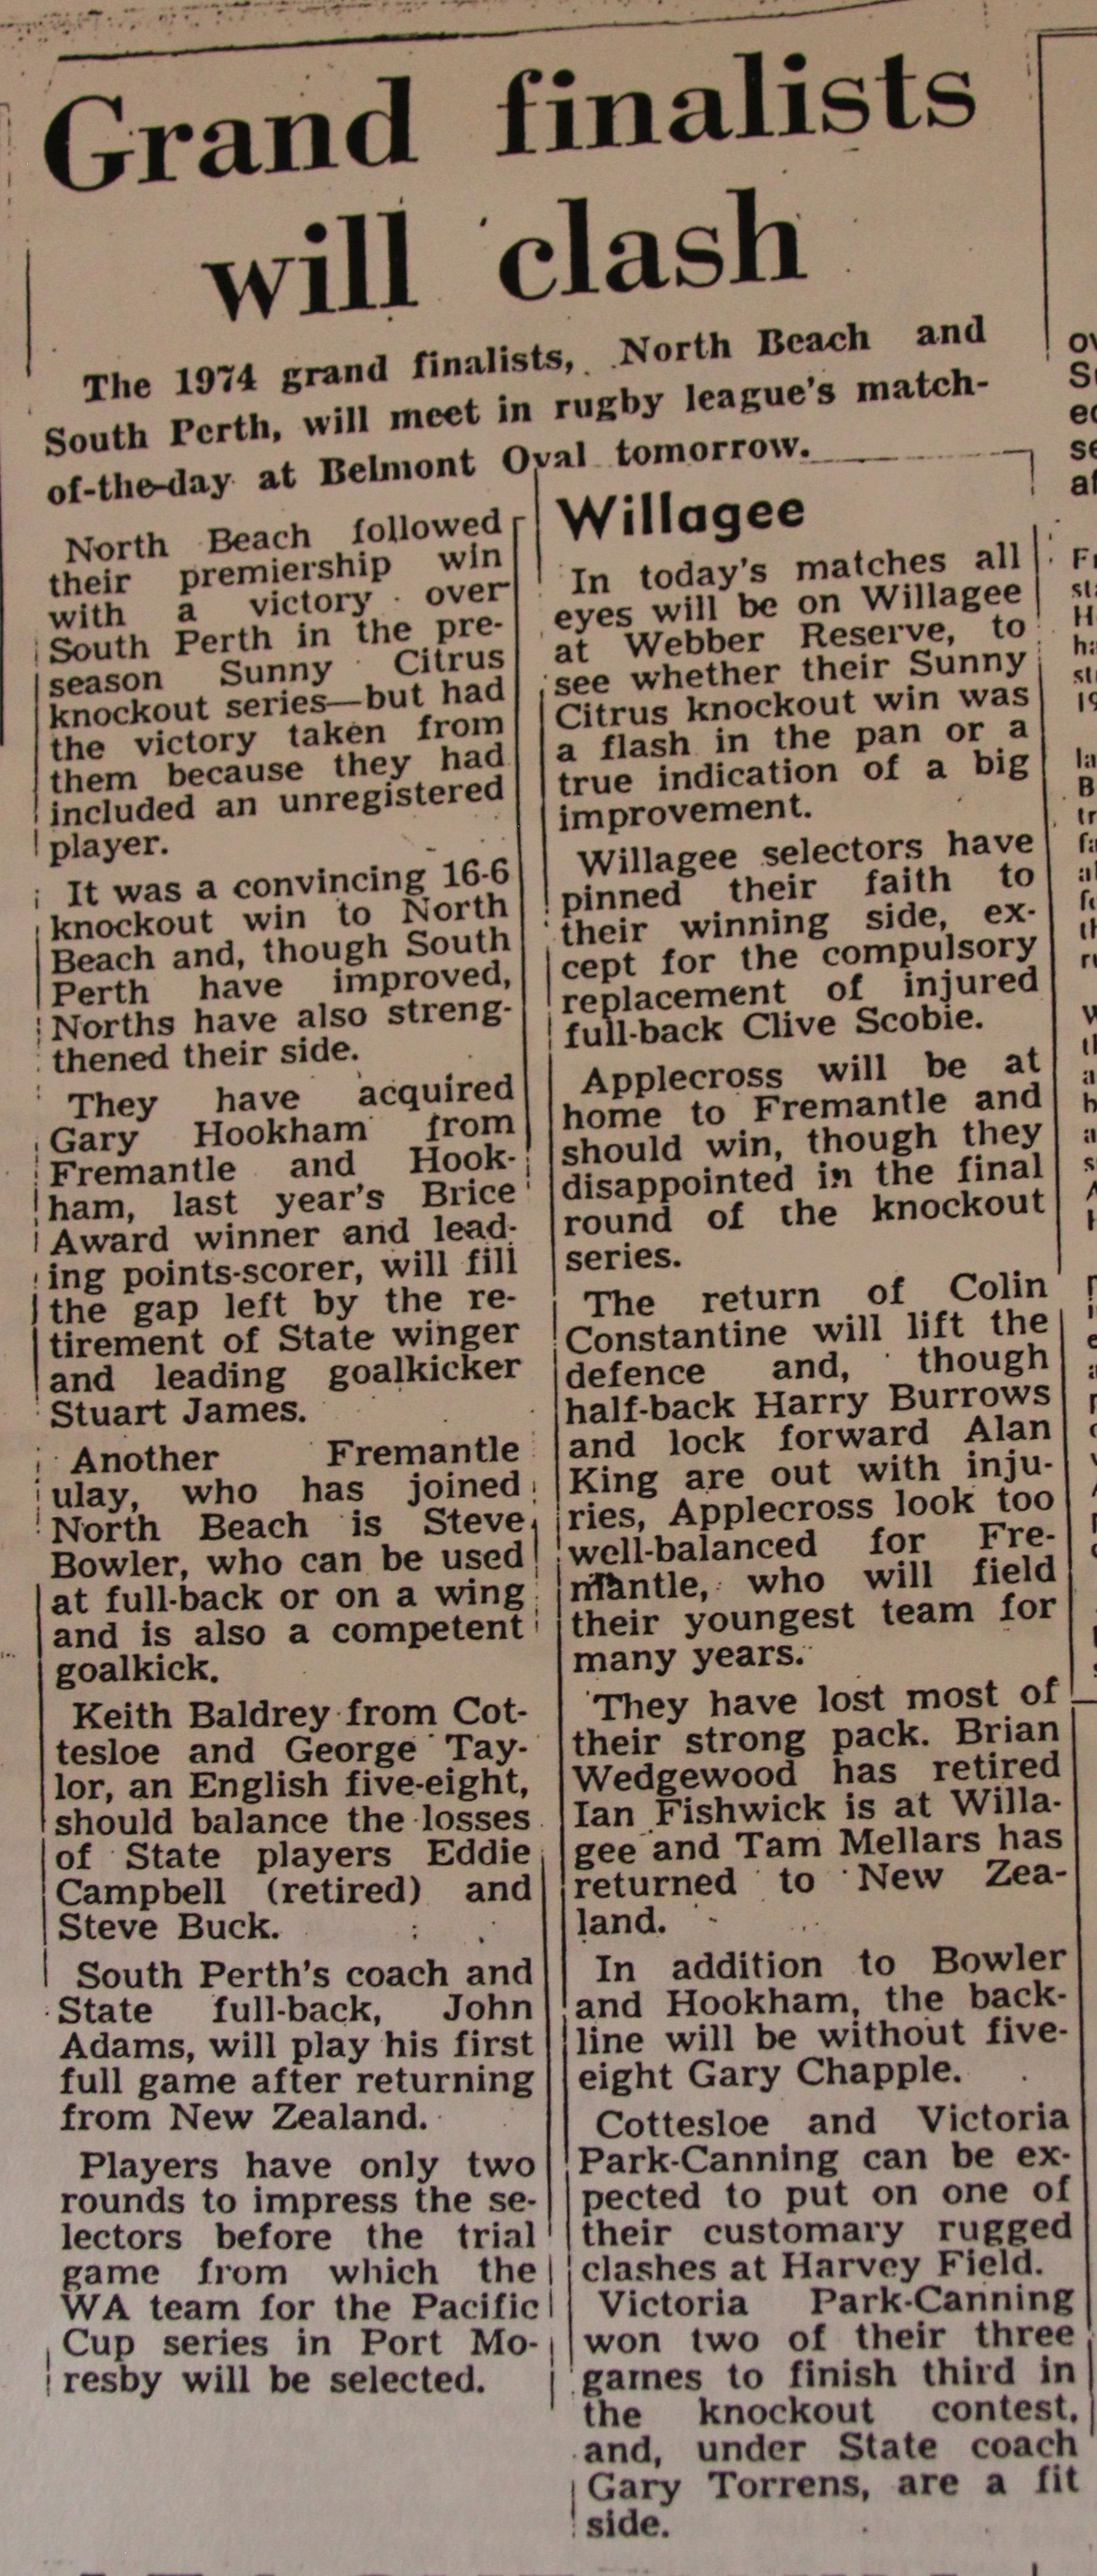 Grand finalists
will clash
The 1974 grand finalists, North Beach and
South Perth, will meet in rugby league's match-
of-the-day at Belmont Oval tomorrow.
North Beach followed
their premiership win
with a victory over
South Perth in the pre-
season Sunny Citrus
knockout series—but had
the victory taken from
them because they had
included an unregistered
player.
It was a convincing 16-6
knockout win to North
Beach and, though South
Perth have improved,
Norths have also streng-
thened their side.
They have acquired
Gary Hookham from
Fremantle and Hook-
ham, last year's Brice
Award winner and lead-
ing points-scorer, will fill
the gap left by the re-
tirement of State winger
and leading goalkicker
Stuart James.
Another Fremantle
ulay, who has joined
North Beach is Steve
Bowler, who can be used
at full-back or on a wing
and is also a competent
goalkick.
Keith Baldrey from Cot-
tesloe and George Tay-
lor, an English five-eight,
should balance the losses
of State players Eddie
Campbell (retired) and
Steve Buck.
South Perth's coach and
State full-back, John
Adams, will play his first
full game after returning
from New Zealand.
Players have only two
rounds to impress the se-
lectors before the trial
game from which the
WA team for the Pacific
Cup series in Port Mo-
resby will be selected.
Willagee
In today's matches all
eyes will be on Willagee
at Webber Reserve, to
see whether their Sunny
Citrus knockout win was
a flash in the pan or a
true indication of a big
improvement.
Willagee selectors have
pinned their faith to
their winning side, ex-
cept for the compulsory
replacement of injured
full-back Clive Scobie.
Applecross will be at
home to Fremantle and
should win, though they
disappointed in the final
round of the knockout
series.
The return of Colin
Constantine will lift the
defence and, though
half-back Harry Burrows
and lock forward Alan
King are out with inju-
ries, Applecross look too
well-balanced for Fre-
mantle, who will field
their youngest team for
many years.
They have lost most of
their strong pack. Brian
Wedgewood has retired
Ian Fishwick is at Willa-
gee and Tam Mellars has
returned to New Zea-
land.
In addition to Bowler
and Hookham, the back-
line will be without five-
eight Gary Chapple.
Cottesloe and Victoria
Park-Canning can be ex-
pected to put on one of
their customary rugged
clashes at Harvey Field.
Victoria Park-Canning
won two of their three
games to finish third in
the knockout contest,
and, under State coach
Gary Torrens, are a fit
side.